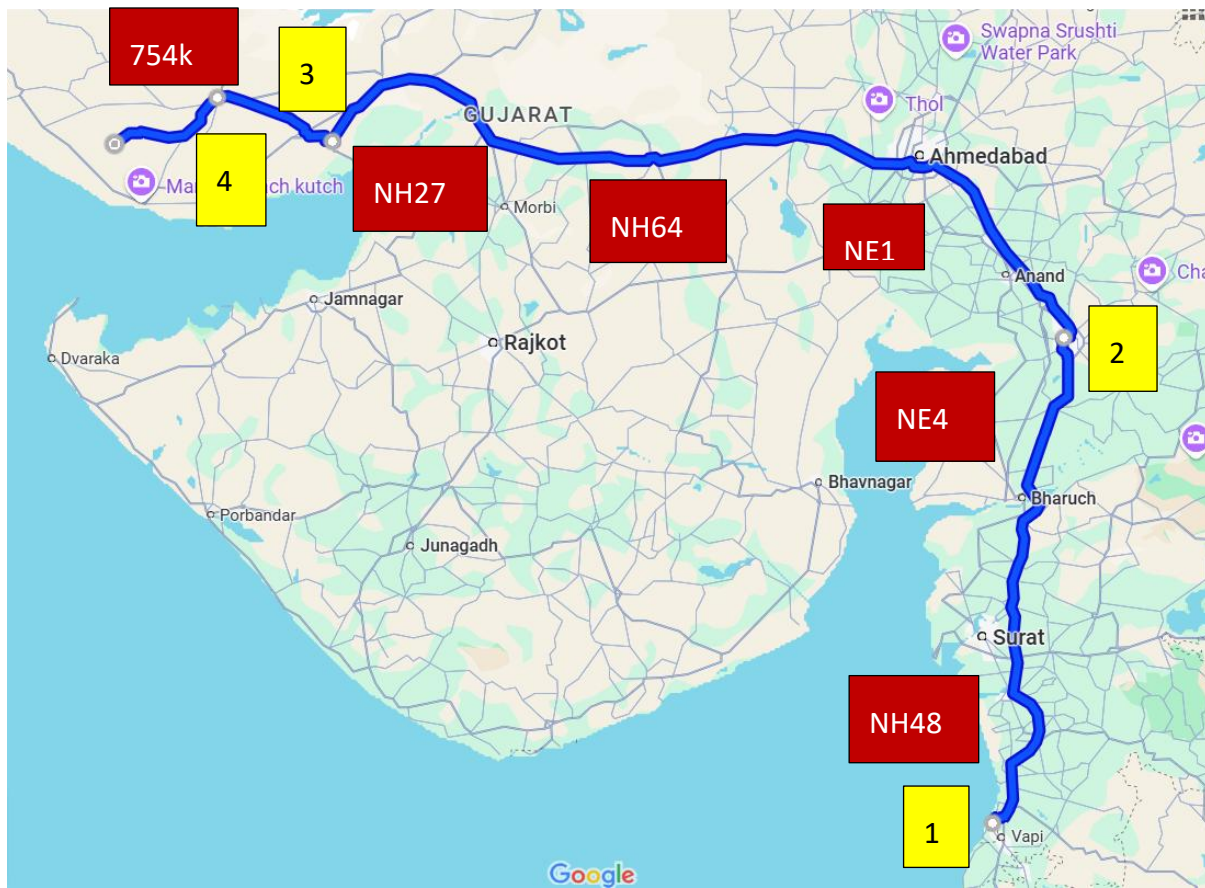 Swapna Srushti
Water Park
754k
3
Thol
GUJARAT
Ahmedabad
4
NH27
Morbi
NH64
NE1
Anand
Cha
Jamnagar
Rajkot
2
Dvaraka
NE4
Bhavnagar
Bharuch
Porbandar
Junagadh
Surat
NH48
1
Vapi
Google